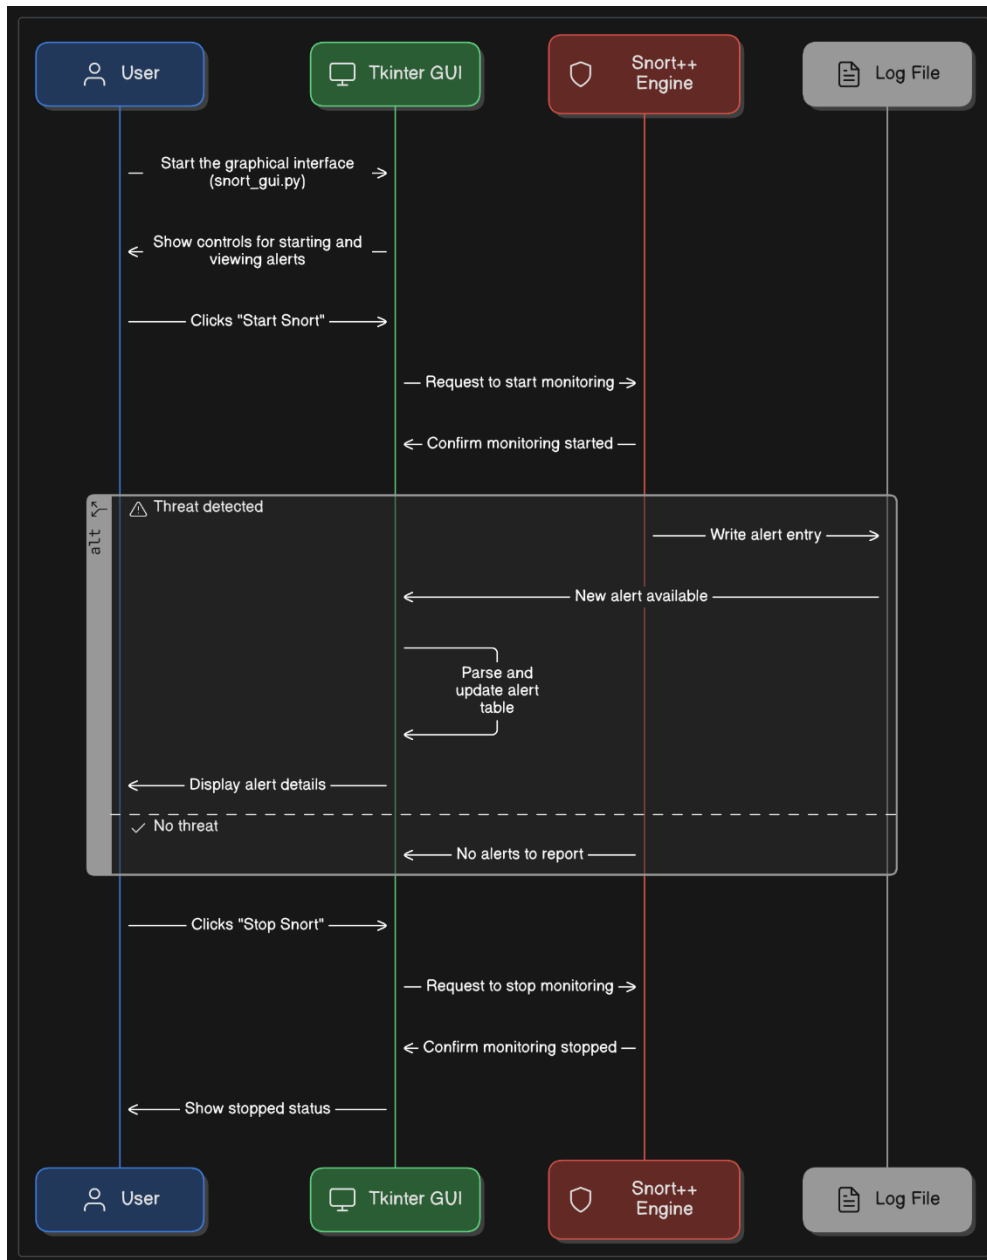 User
Tkinter GUI
Snort++
Engine
Log File
Start the graphical interface
(snort_gui.py)
Show controls for starting and
viewing alerts
Clicks "Start Snort"
Request to start monitoring
Confirm monitoring started
alt
Threat detected
Write alert entry
New alert available
Parse and
update alert
table
Display alert details
No threat
No alerts to report
Clicks "Stop Snort"
Request to stop monitoring
Confirm monitoring stopped
Show stopped status
User
Tkinter GUI
Snort++
Engine
Log File